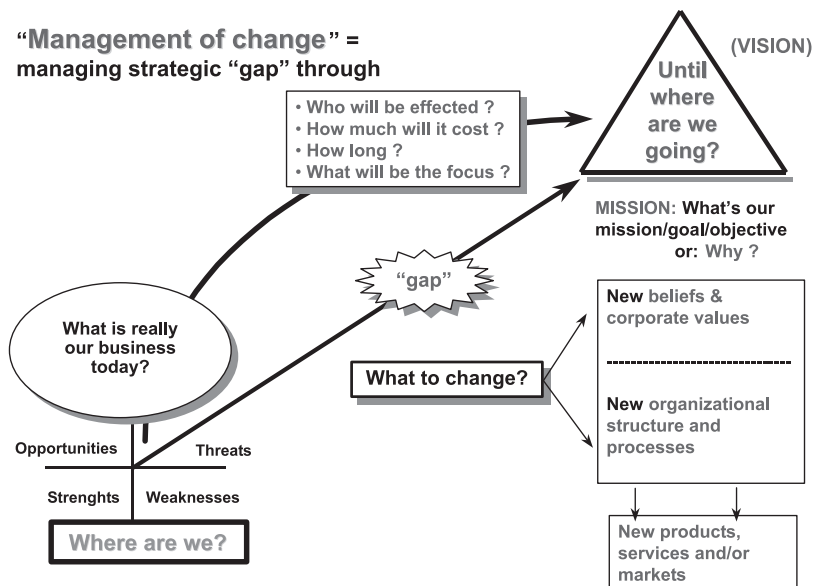 “Management of change” =
managing strategic “gap” through
(VISION)
Until
where
are we
going?
• Who will be effected ?
• How much will it cost ?
• How long ?
• What will be the focus ?
MISSION: What’s our
mission/goal/objective
or: Why ?
“gap”
What is really
our business
today?
What to change?
New beliefs &
corporate values
New organizational
structure and
processes
Opportunities
Threats
Strenghts
Weaknesses
Where are we?
New products,
services and/or
markets